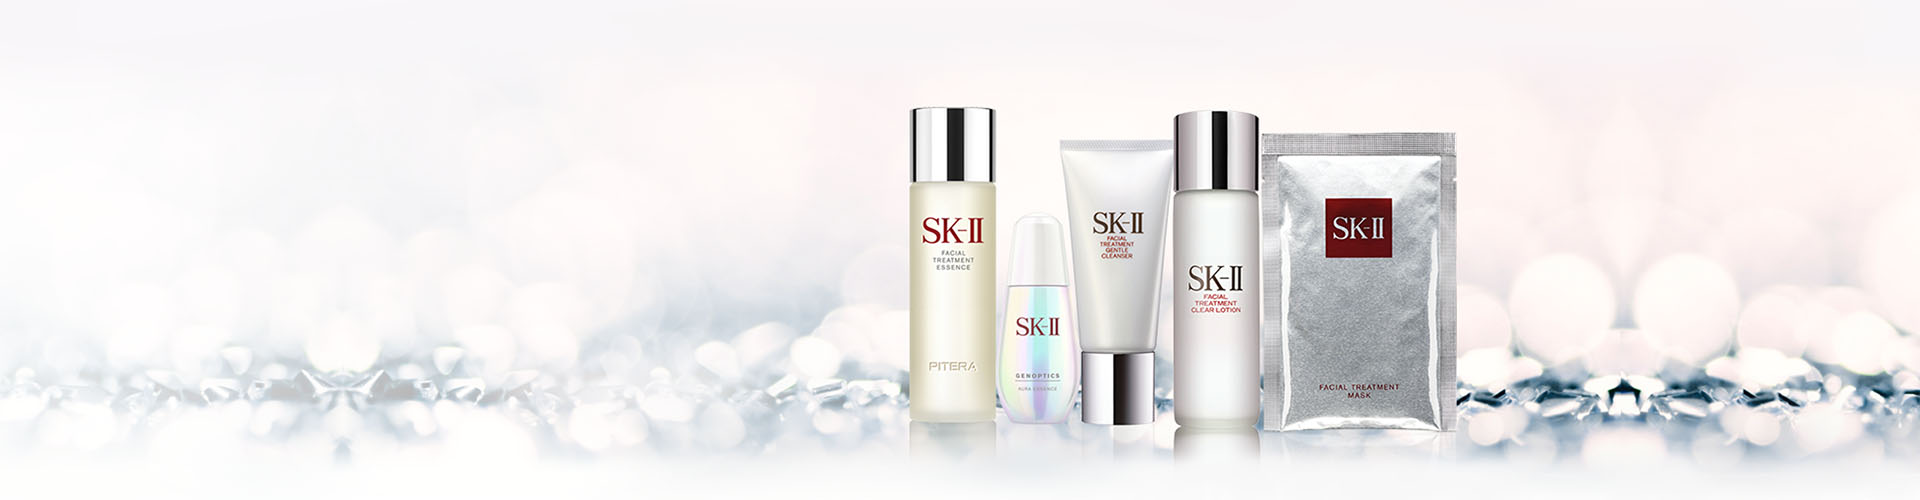 SK-II
FACIAL
TREATMENT
ESSENCE
PITERA
SK-II
GENOPTICS
AURA ESSENCE
SK-II
FACIAL
TREATMENT
GENTLE
CLEANSER
SK-II
FACIAL
TREATMENT
CLEAR LOTION
SK-II
FACIAL TREATMENT
MASK